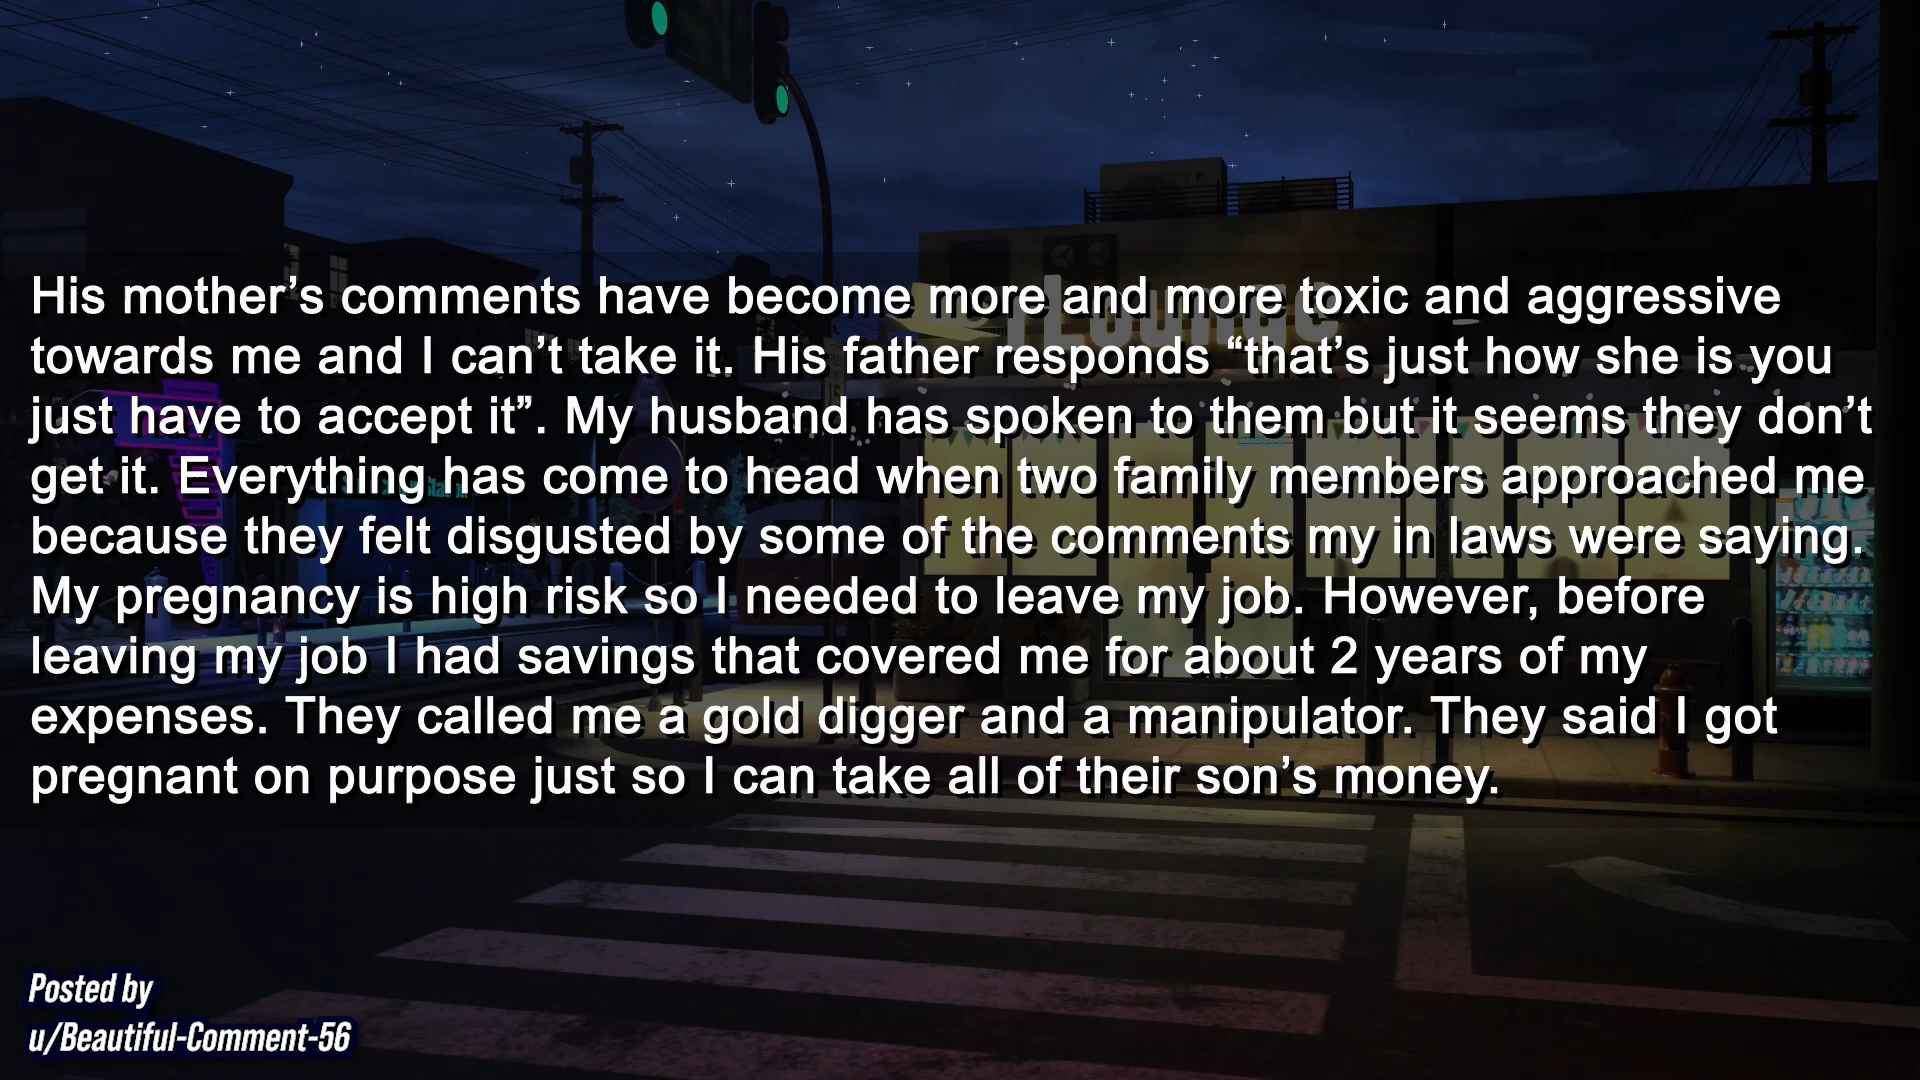 His mother’s comments have become more and more toxic and aggressive
towards me and I can’t take it. His father responds “that’s just how she is you
just have to accept it”. My husband has spoken to them but it seems they don’t
get it. Everything has come to head when two family members approached me
because they felt disgusted by some of the comments my in laws were saying.
My pregnancy is high risk so I needed to leave my job. However, before
leaving my job I had savings that covered me for about 2 years of my
expenses. They called me a gold digger and a manipulator. They said I got
pregnant on purpose just so I can take all of their son’s money.
Posted by
u/Beautiful-Comment-56